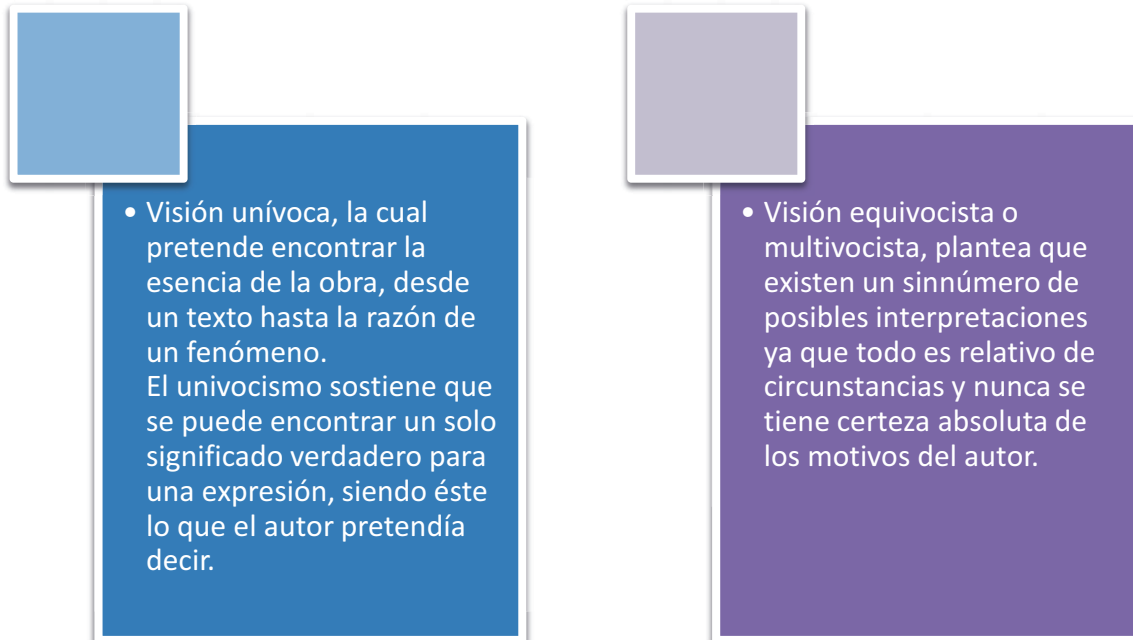 • Visión unívoca, la cual
pretende encontrar la
esencia de la obra, desde
un texto hasta la razón de
un fenómeno.
El univocismo sostiene que
se puede encontrar un solo
significado verdadero para
una expresión, siendo éste
lo que el autor pretendía
decir.
• Visión equivocista o
multivocista, plantea que
existen un sinnúmero de
posibles interpretaciones
ya que todo es relativo de
circunstancias y nunca se
tiene certeza absoluta de
los motivos del autor.